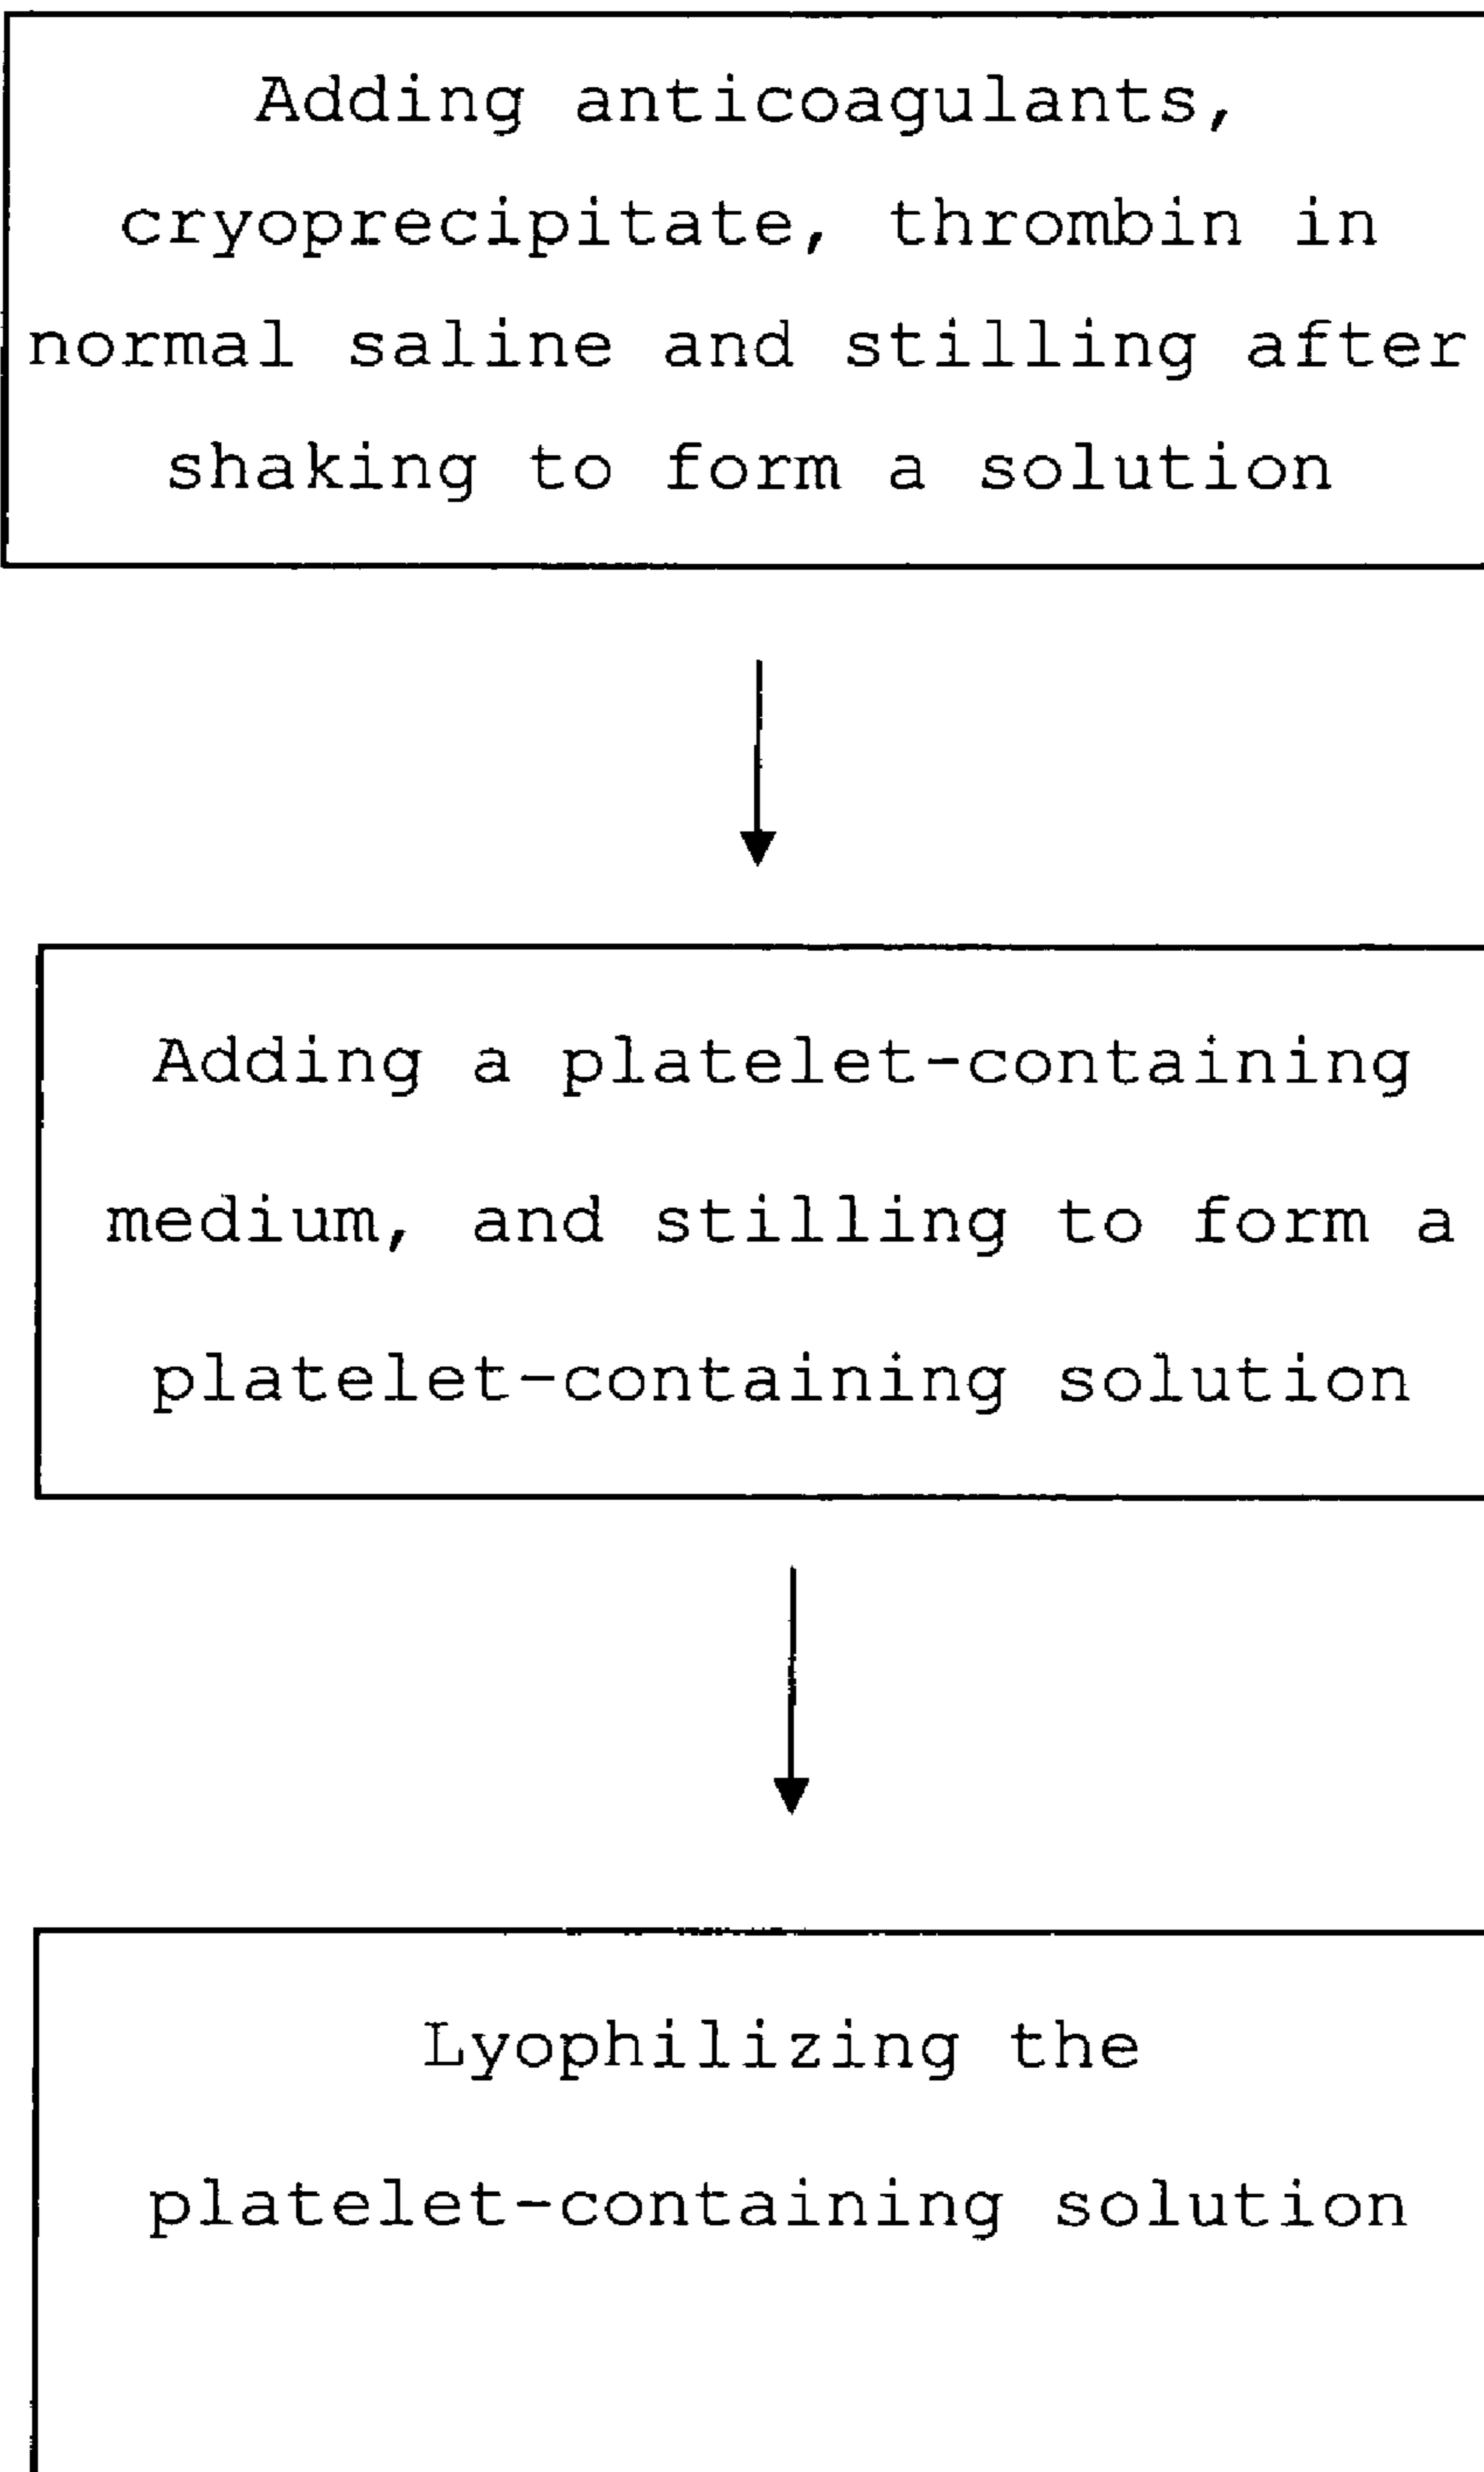 Adding anticoagulants,
cryoprecipitate, thrombin in
normal saline and stilling after
shaking to form a solution
Adding a platelet-containing
medium, and stilling to form a
platelet-containing solution
Lyophilizing the
platelet-containing solution